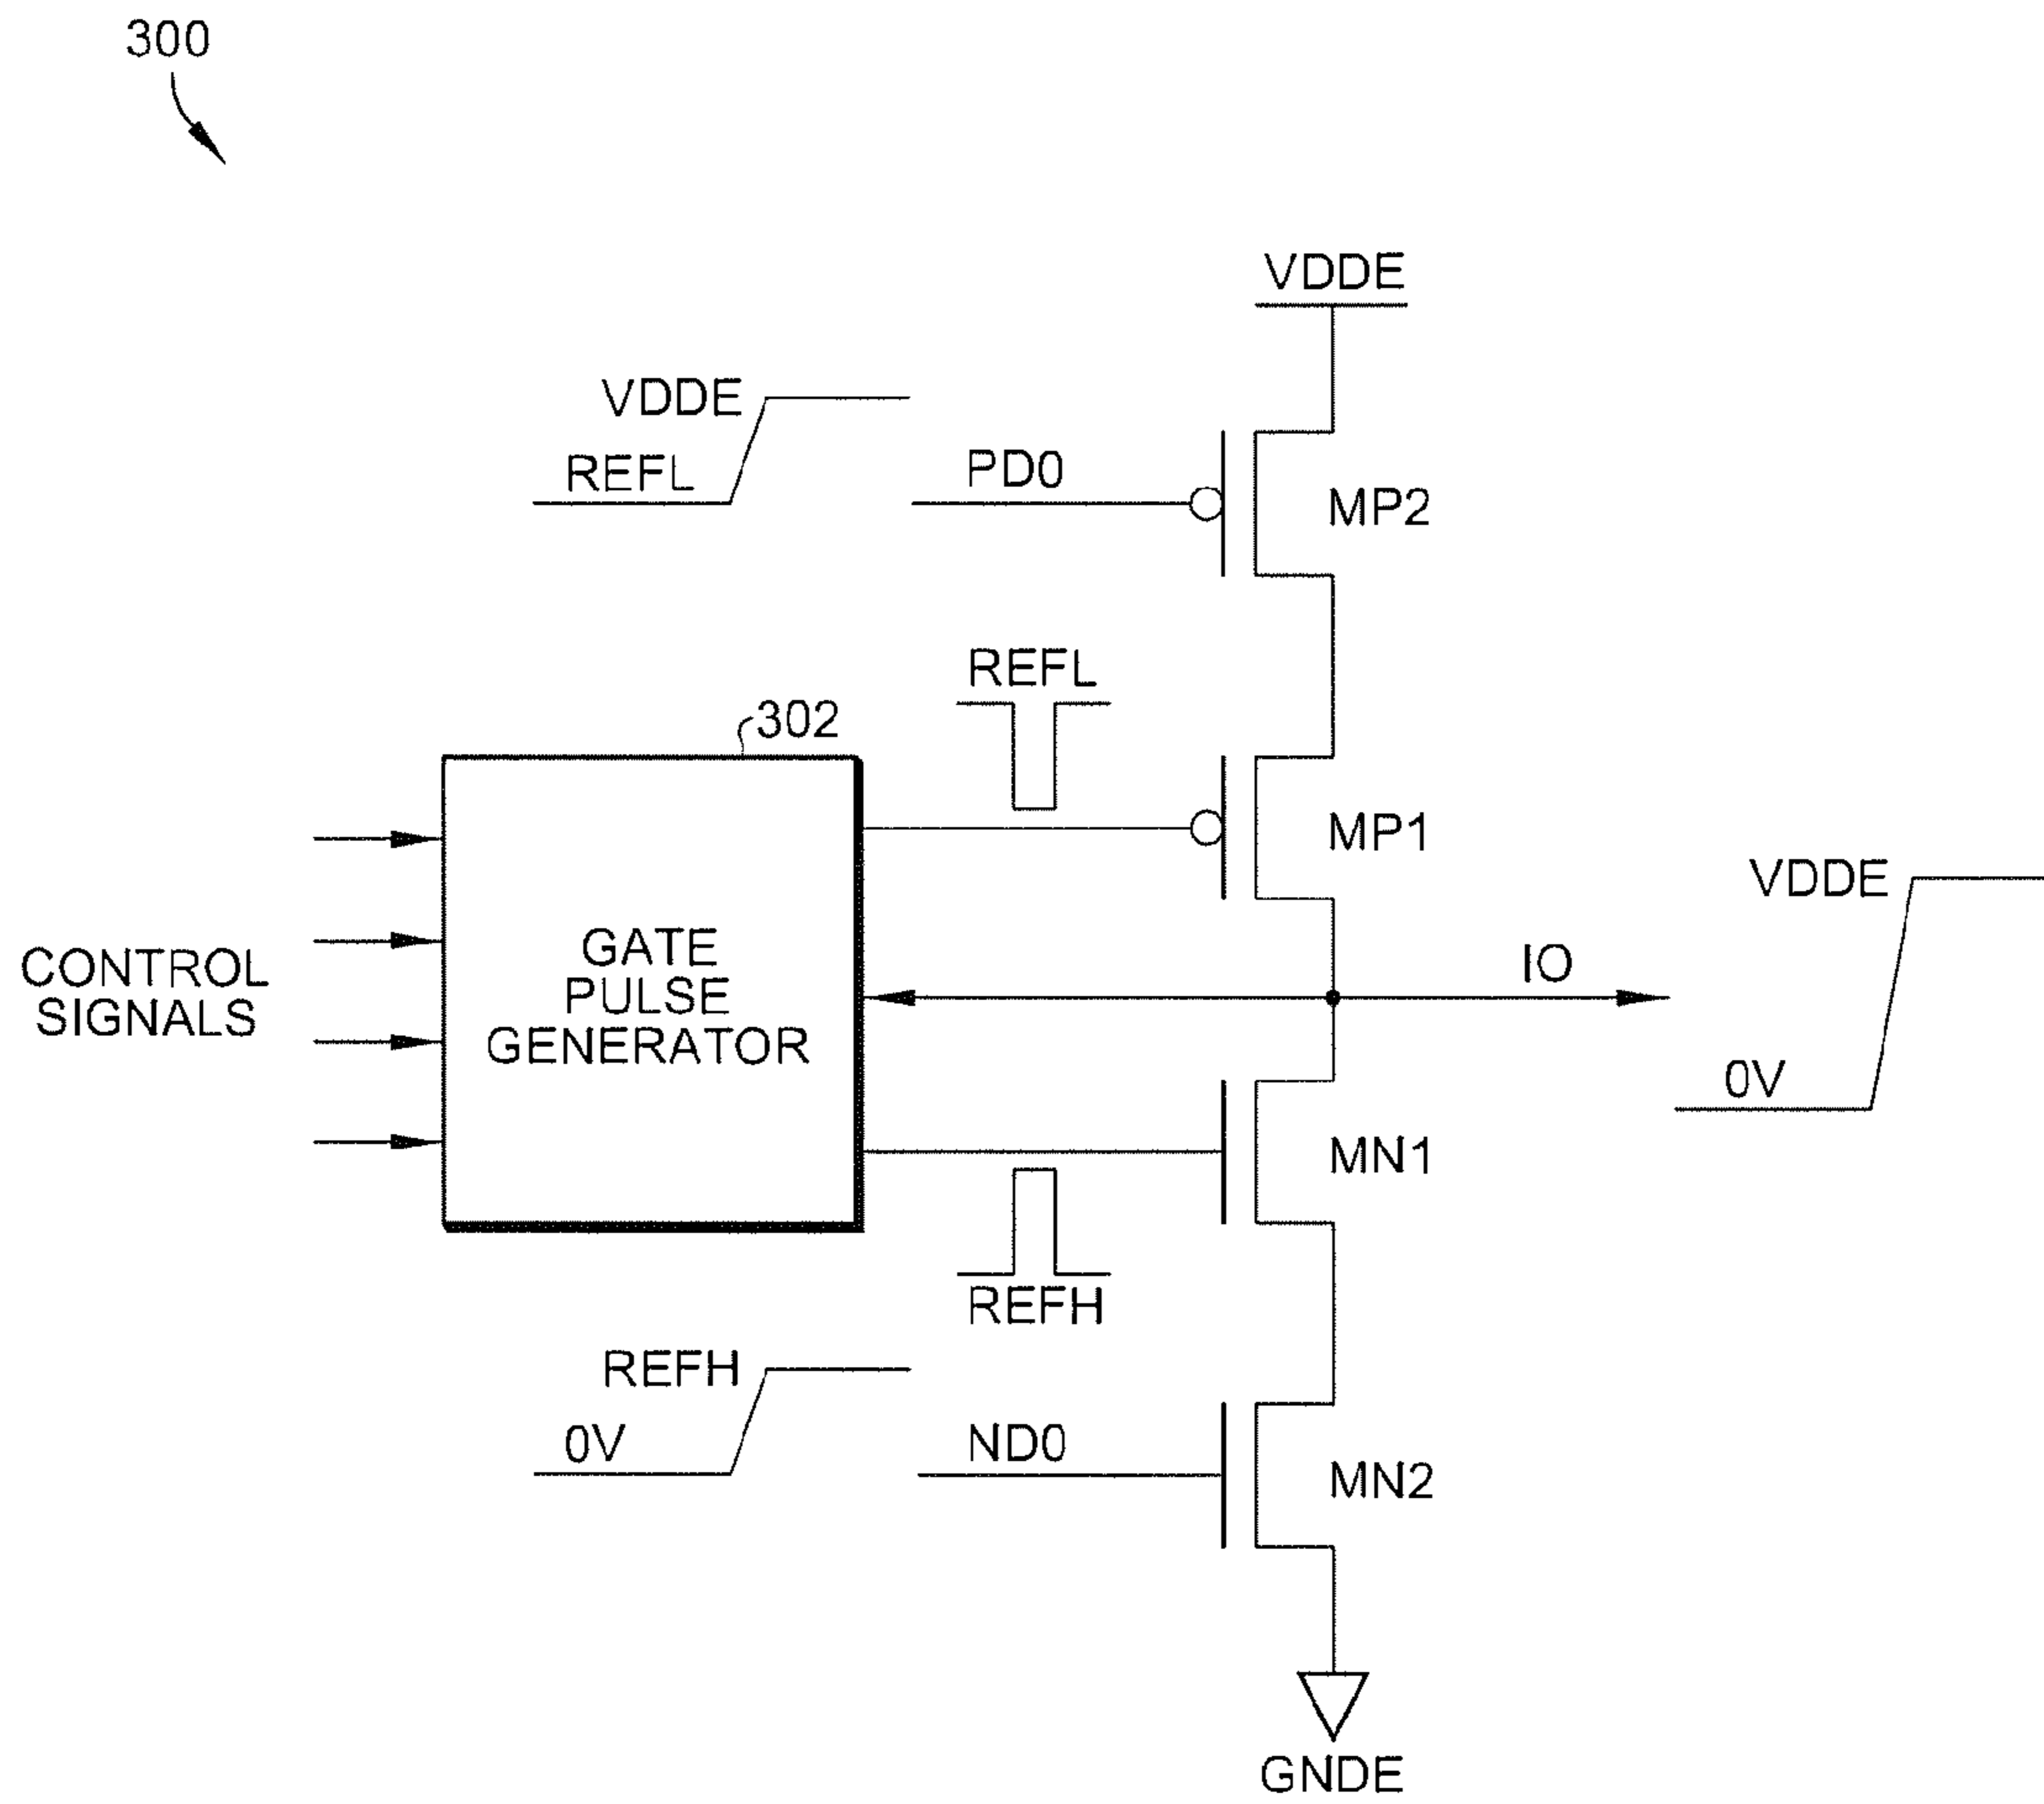 300
VDDE
VDDE
REFL
PD0
MP2
REFL
302
MP1
GATE
PULSE
GENERATOR
CONTROL
SIGNALS
VDDE
IO
0V
MN1
REFH
REFH
0V
ND0
MN2
GNDE